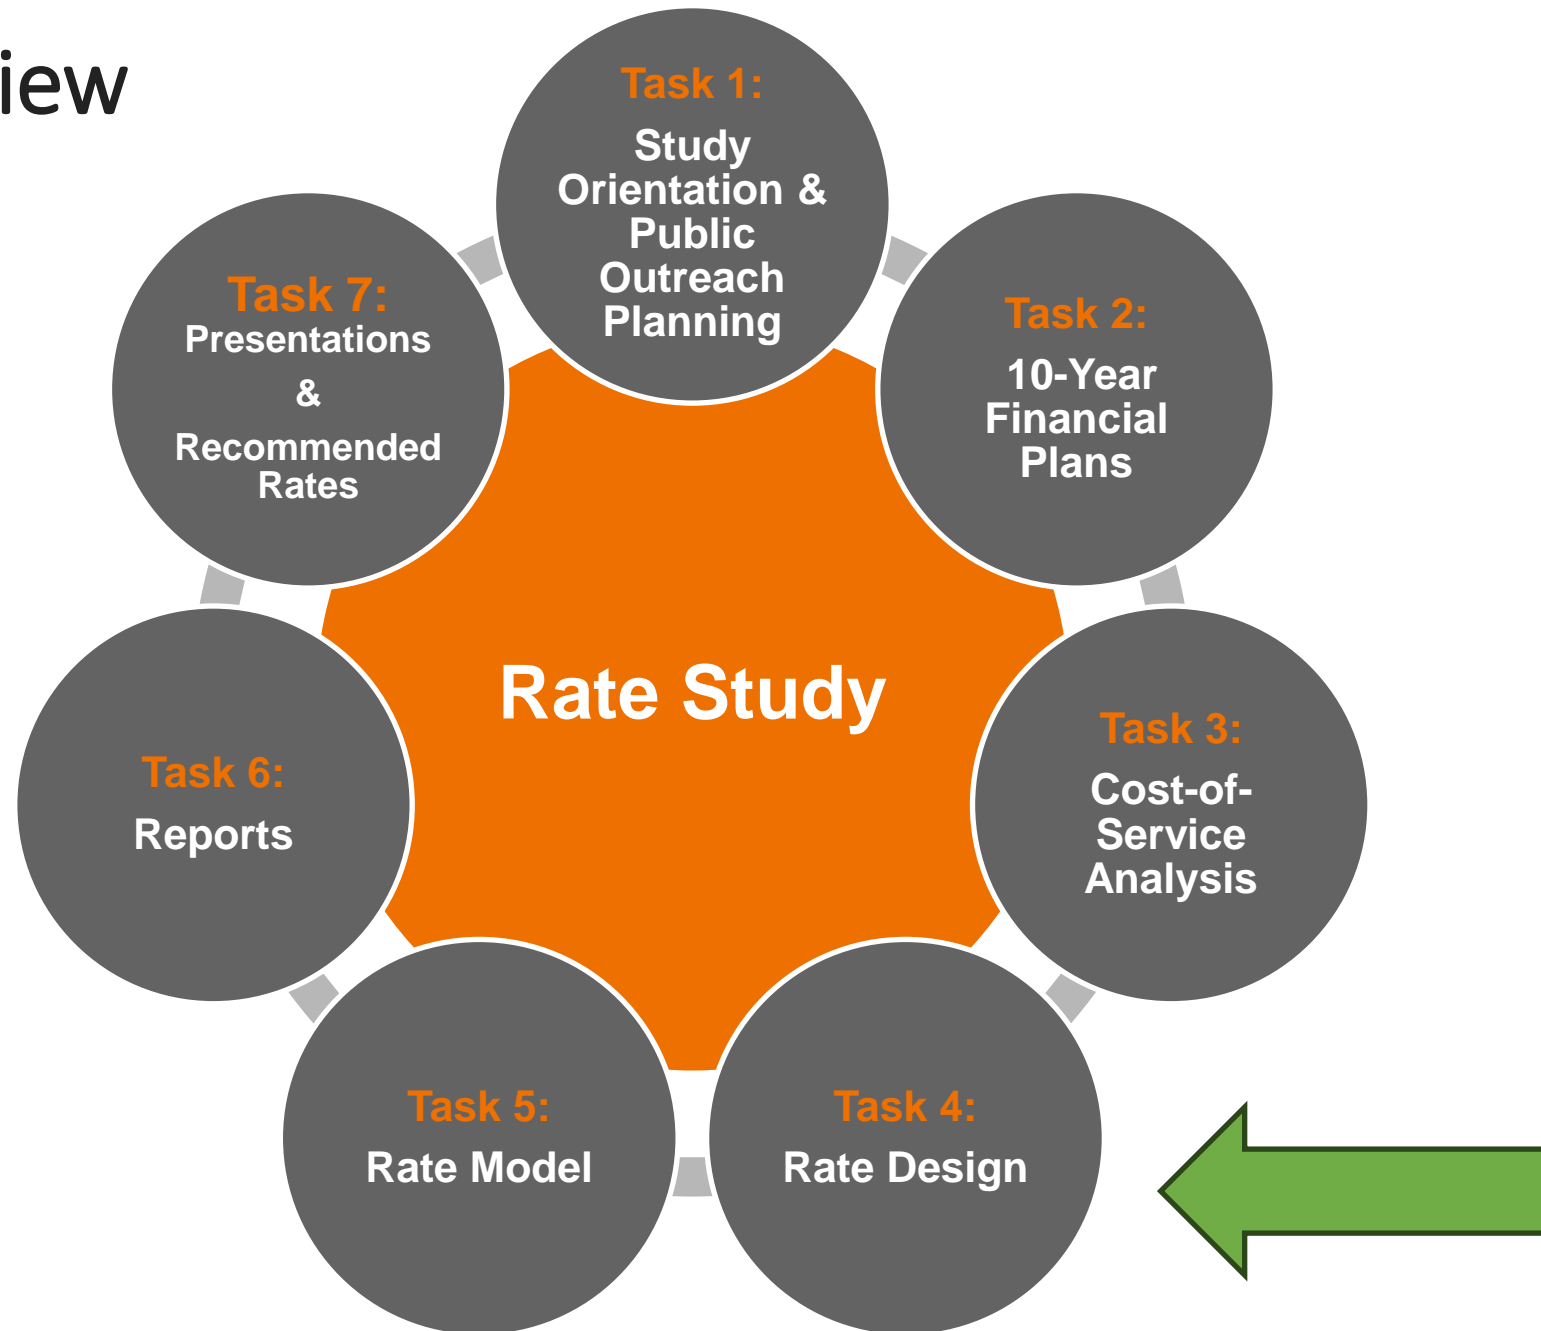 iew
Task 1:
Study
Orientation &
Public
Outreach
Planning
Task 2:
10-Year
Financial
Plans
Task 3:
Cost-of-
Service
Analysis
Task 4:
Rate Design
Task 5:
Rate Model
Task 6:
Reports
Task 7:
Presentations
&
Recommended
Rates
Rate Study